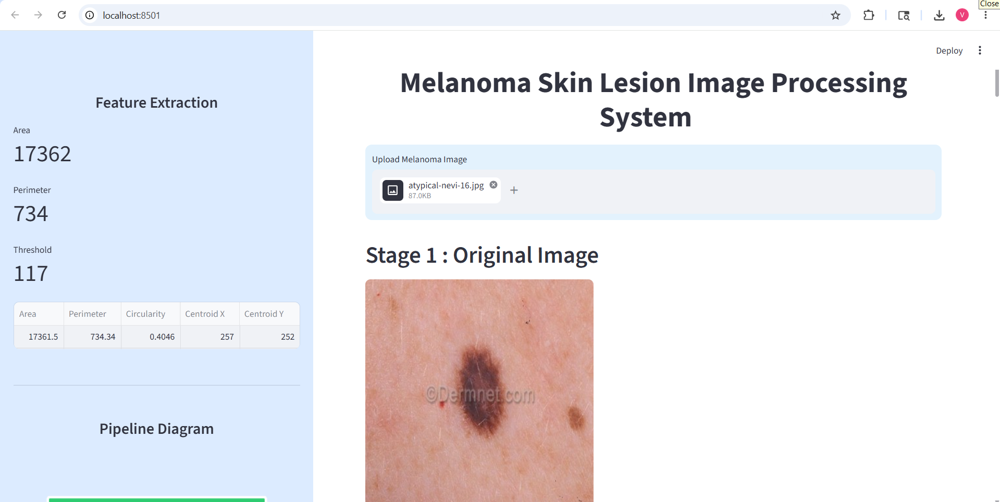 Close
localhost:8501
V
Deploy
Feature Extraction
Area
17362
Perimeter
734
Threshold
117
Area Perimeter Circularity Centroid X Centroid Y
17361.5 734.34 0.4046 257 252
Pipeline Diagram
Melanoma Skin Lesion Image Processing
System
Upload Melanoma Image
atypical-nevi-16.jpg
87.0KB
Stage 1 : Original Image
©Dermnet.com